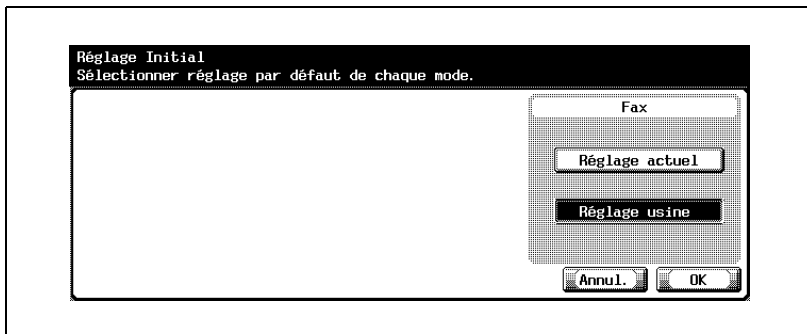 Réglage Initial
Sélectionner réglage par défaut de chaque mode.
Fax
Réglage actuel
Réglage usine
Annul. OK